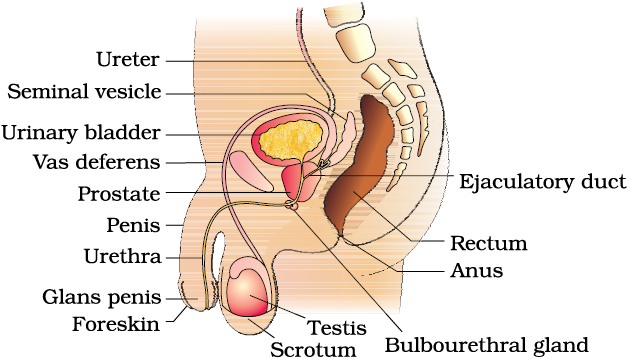 Ureter
Seminal vesicle
Urinary bladder
Vas deferens
Prostate
Penis
Urethra
Glans penis
Foreskin
Ejaculatory duct
Rectum
Anus
Testis
Scrotum
Bulbourethral gland